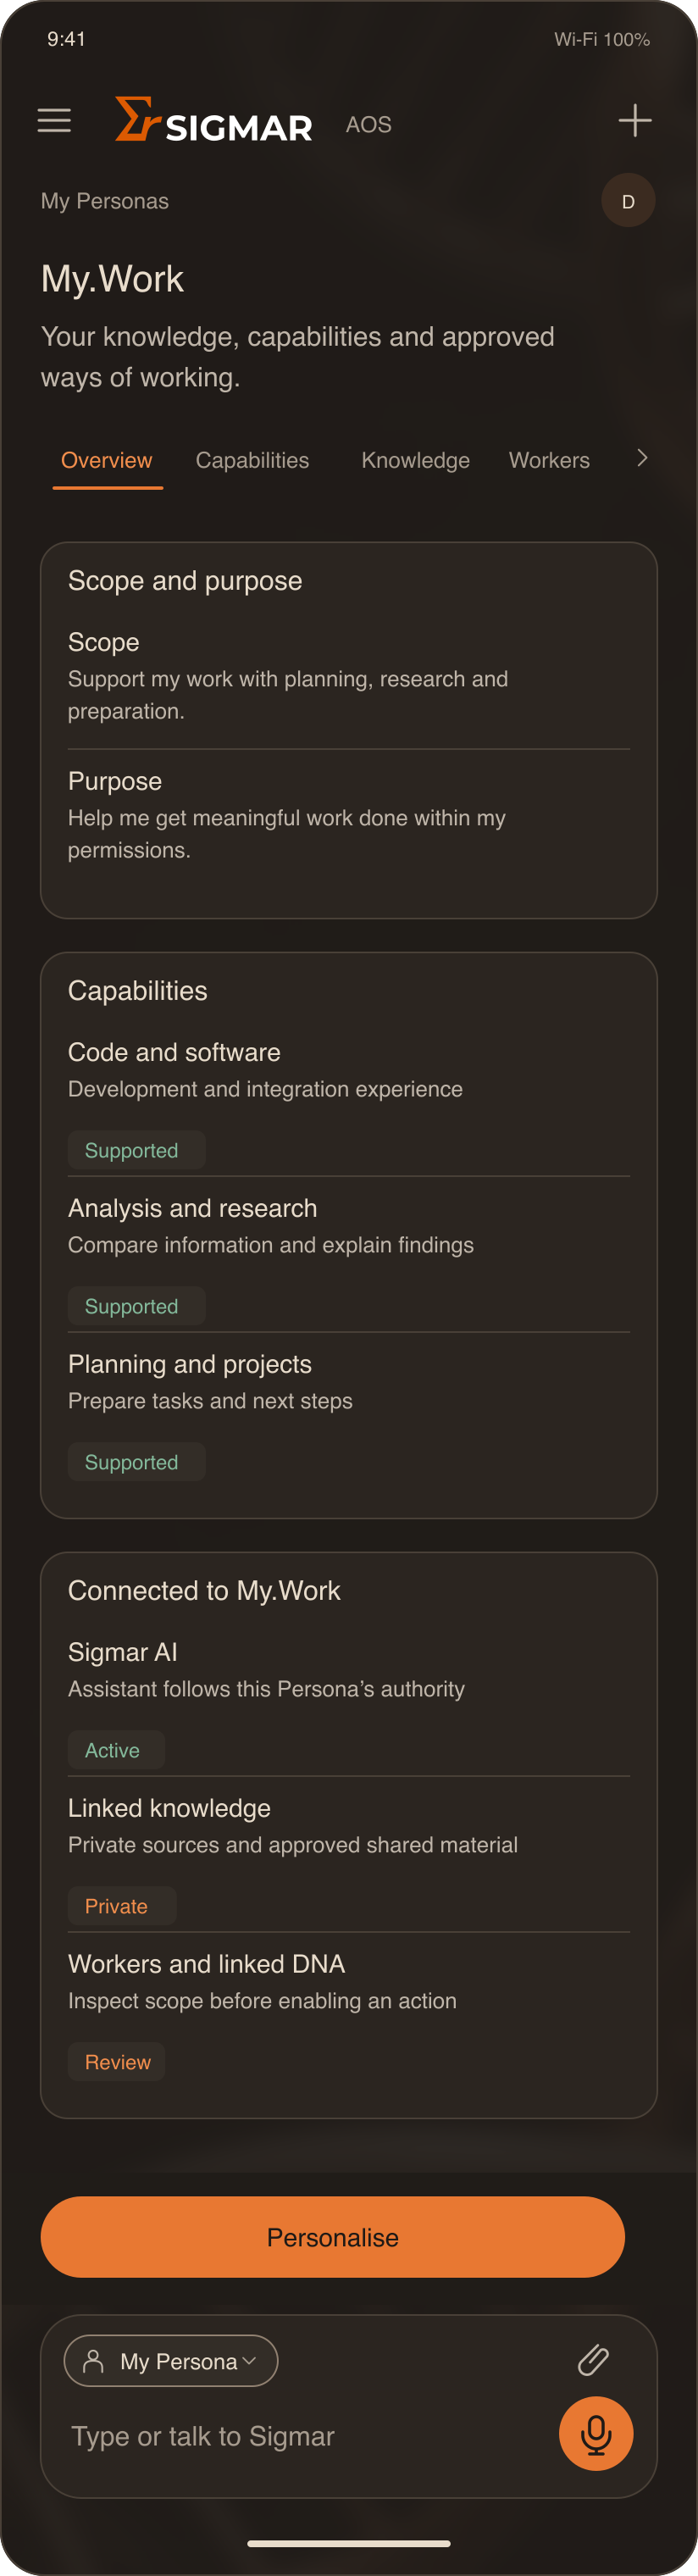 9:41
Wi-Fi 100%
Σr SIGMAR AOS
My Personas
D
My.Work
Your knowledge, capabilities and approved
ways of working.
Overview Capabilities Knowledge Workers
Scope and purpose
Scope
Support my work with planning, research and
preparation.
Purpose
Help me get meaningful work done within my
permissions.
Capabilities
Code and software
Development and integration experience
Supported
Analysis and research
Compare information and explain findings
Supported
Planning and projects
Prepare tasks and next steps
Supported
Connected to My.Work
Sigmar AI
Assistant follows this Persona’s authority
Active
Linked knowledge
Private sources and approved shared material
Private
Workers and linked DNA
Inspect scope before enabling an action
Review
Personalise
My Persona
Type or talk to Sigmar